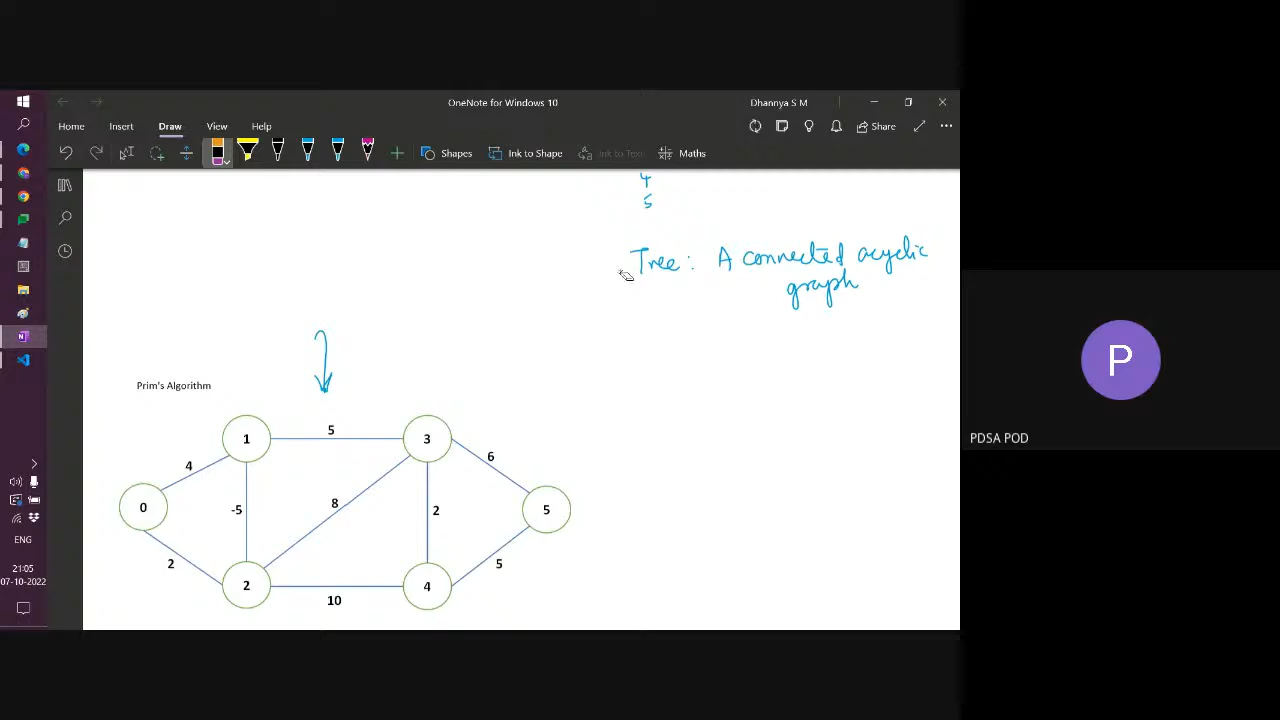 OneNote for Windows 10
Dhannya S M
Home Insert Draw View Help
Share
Shapes Ink to Shape Ink to Text Maths
4
5
Tree: A connected acyclic
graph
Prim's Algorithm
1 5 3
4 6
0 -5 8 2 5
2 5
2 10 4
ENG
21:05
07-10-2022
P
PDSA POD